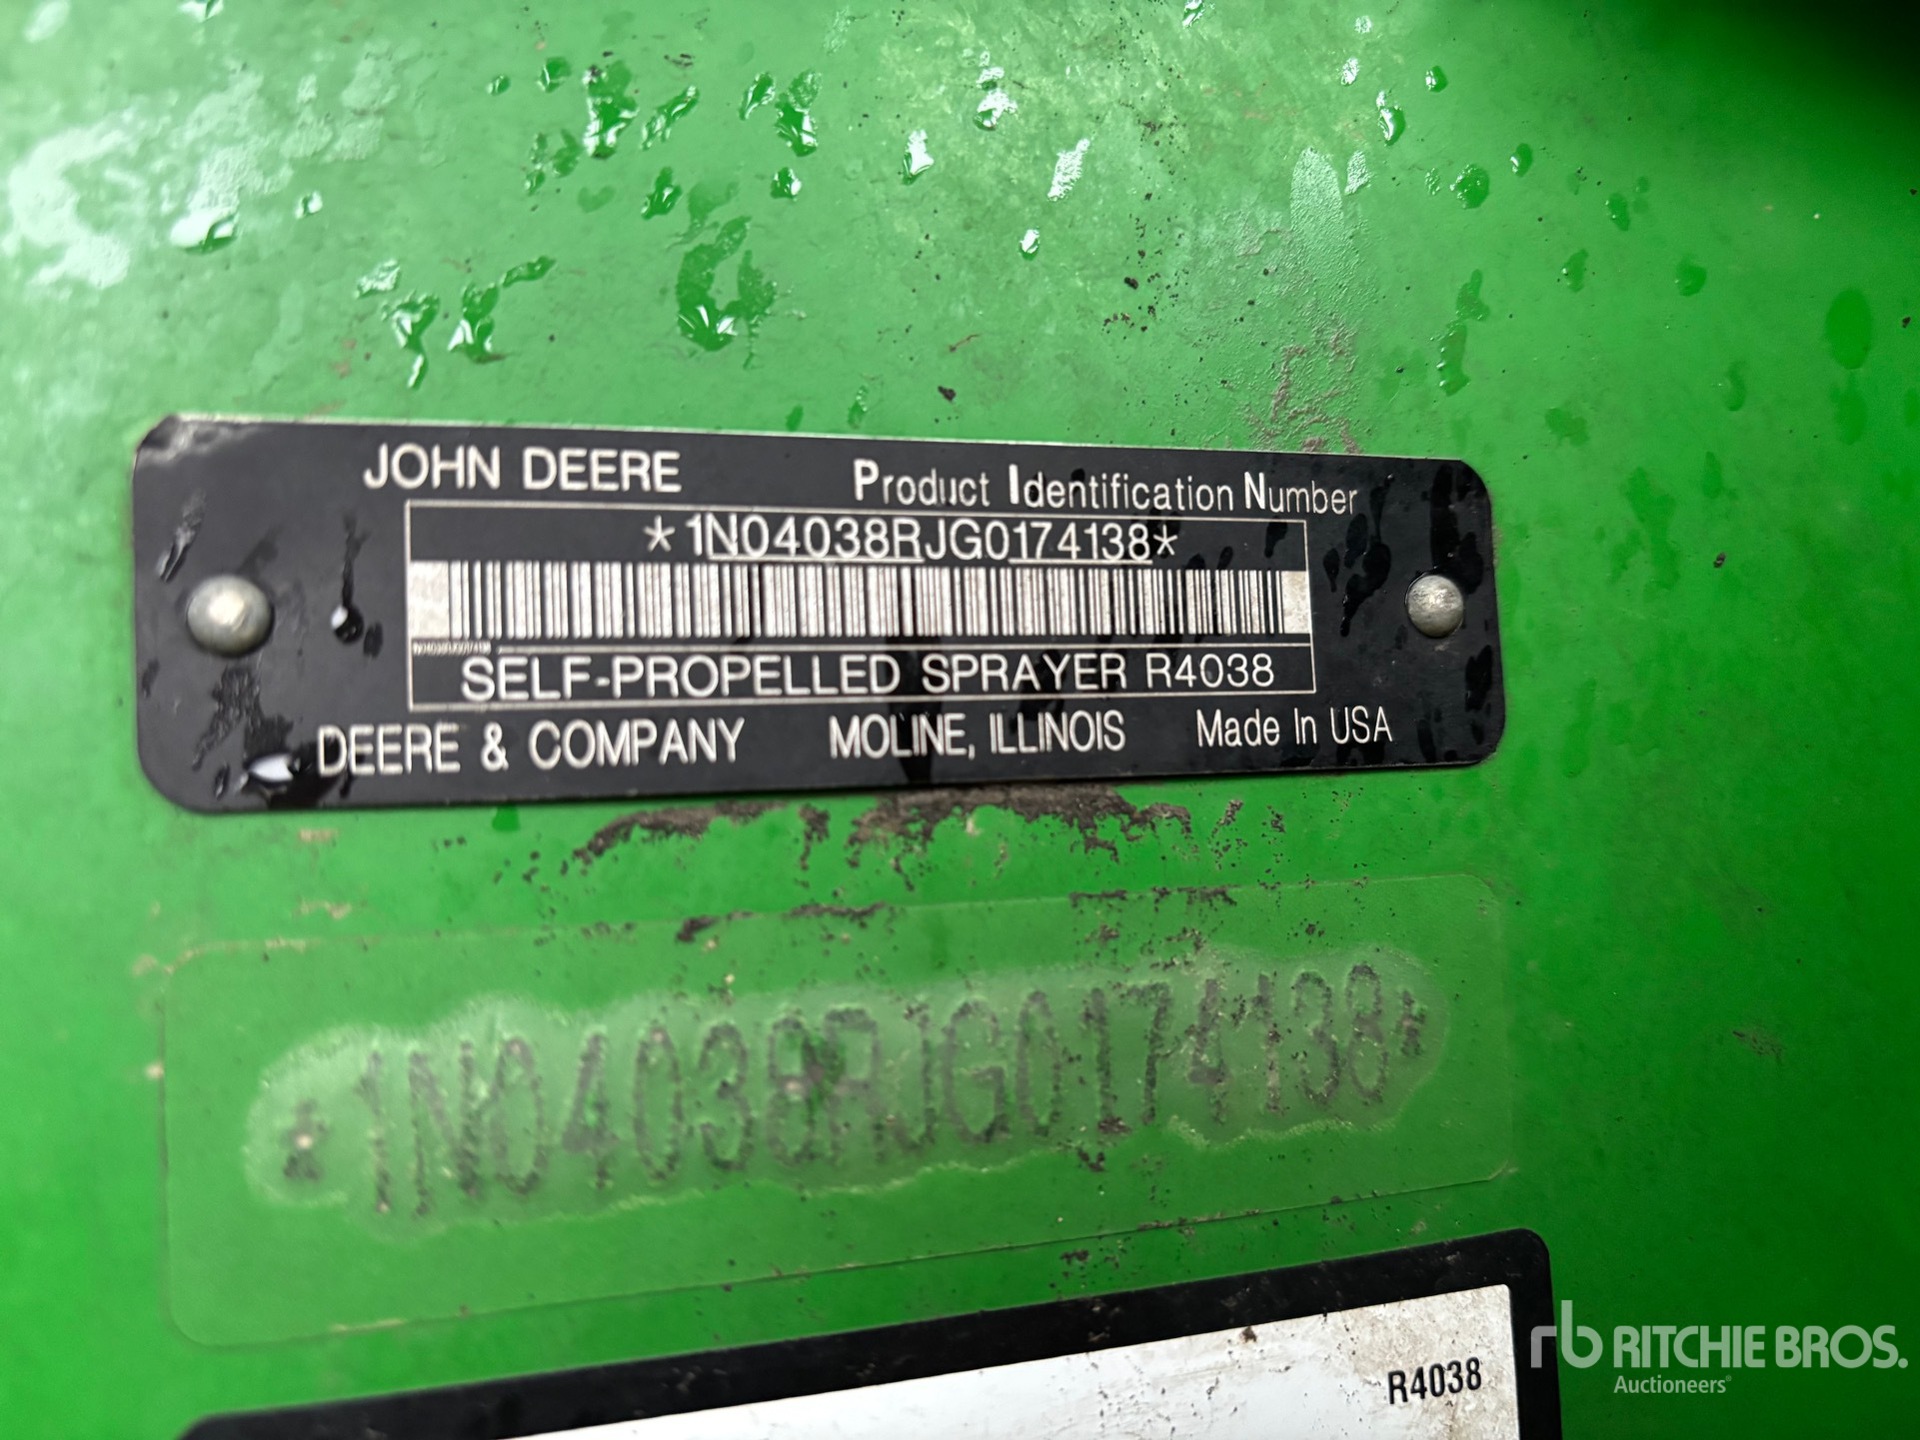 JOHN DEERE Product Identification Number
*1N04038RJG0174138*
SELF-PROPELLED SPRAYER R4038
DEERE & COMPANY MOLINE, ILLINOIS Made In USA
*1N04038RJG0174138*
R4038
rb RITCHIE BROS.
Auctioneers®